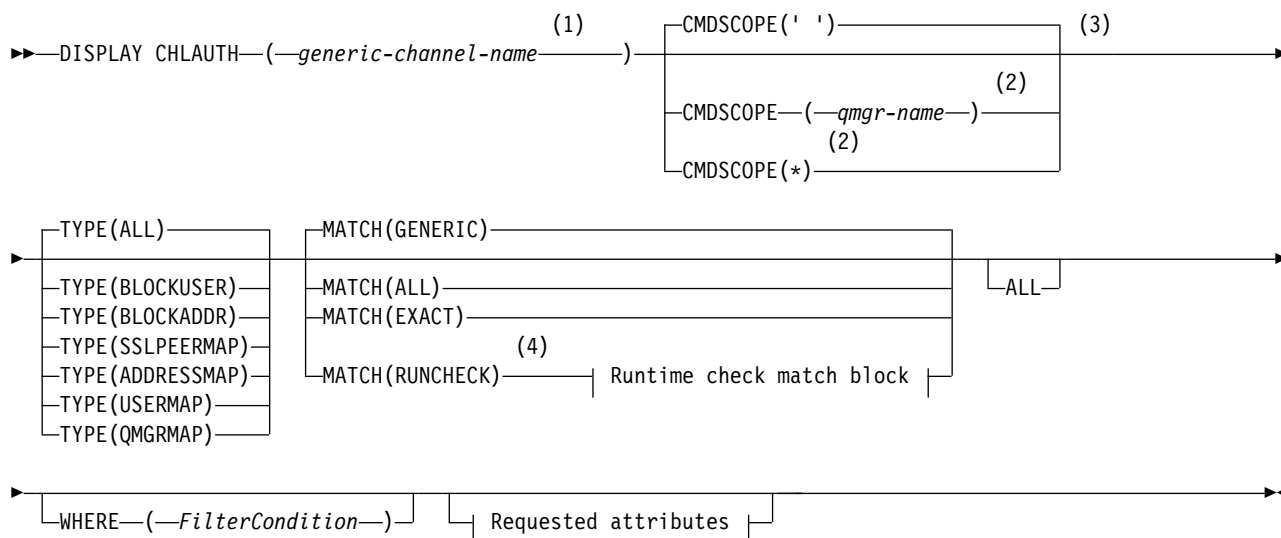 (1) CMDSCOPE(' ') (3)
DISPLAY CHLAUTH ( generic-channel-name )
(2)
CMDSCOPE ( qmgr-name )
(2)
CMDSCOPE(*)
TYPE(ALL) MATCH(GENERIC)
TYPE(BLOCKUSER) MATCH(ALL) ALL
TYPE(BLOCKADDR) MATCH(EXACT)
TYPE(SSLPEERMAP) (4)
TYPE(ADDRESSMAP) MATCH(RUNCHECK) Runtime check match block
TYPE(USERMAP)
TYPE(QMGRMAP)
WHERE ( FilterCondition ) Requested attributes